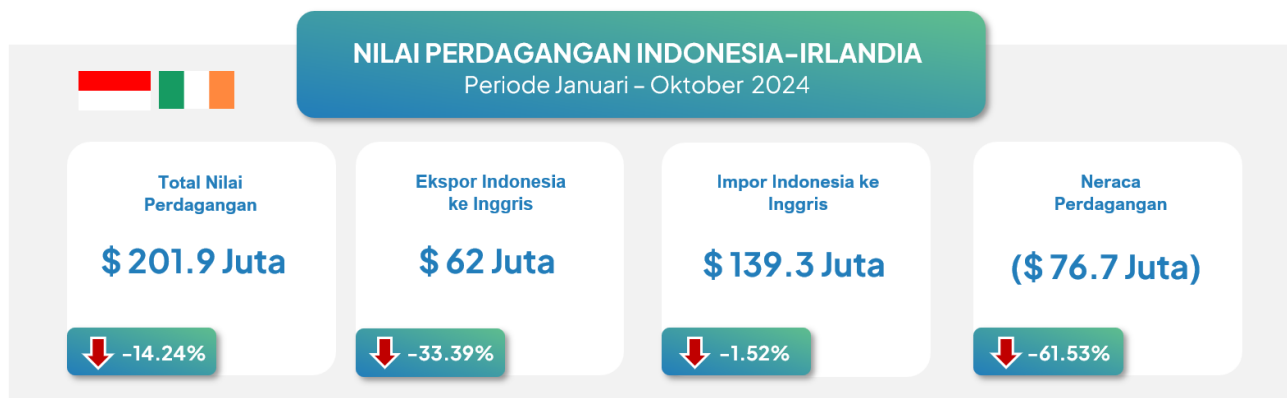 NILAI PERDAGANGAN INDONESIA-IRLANDIA
Periode Januari – Oktober 2024
Total Nilai
Perdagangan
$ 201.9 Juta
-14.24%
Ekspor Indonesia
ke Inggris
$ 62 Juta
-33.39%
Impor Indonesia ke
Inggris
$ 139.3 Juta
-1.52%
Neraca
Perdagangan
($ 76.7 Juta)
-61.53%